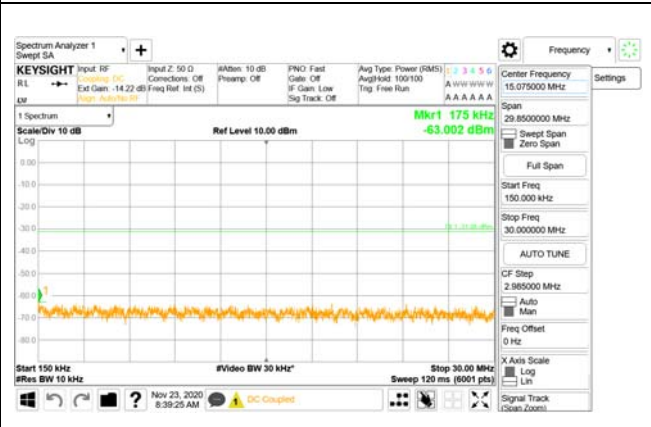 Spectrum Analyzer 1
Swept SA
+
Frequency
KEYSIGHT
Input: RF
Input Z: 50 Ω
#Atten: 10 dB
PNO: Fast
Avg Type: Power (RMS)
1 2 3 4 5 6
RL
Coupling: DC
Corrections: Off
Preamp: Off
Gate: Off
Avg|Hold: 100/100
A W W W W W
Ext Gain: -14.22 dB
Freq Ref: Int (S)
IF Gain: Low
Trig: Free Run
Align: Auto/No RF
Sig Track: Off
A A A A A A
1 Spectrum
Mkr1 175 kHz
Scale/Div 10 dB
Ref Level 10.00 dBm
-63.002 dBm
Log
0.00
-10.0
-20.0
-30.0
-40.0
-50.0
-60.0
-70.0
-80.0
1
Start 150 kHz
#Video BW 30 kHz*
Stop 30.00 MHz
#Res BW 10 kHz
Sweep 120 ms (6001 pts)
?
Nov 23, 2020
8:39:25 AM
1
DC Coupled
Center Frequency
15.075000 MHz
Settings
Span
29.8500000 MHz
Swept Span
Zero Span
Full Span
Start Freq
150.000 kHz
Stop Freq
30.000000 MHz
AUTO TUNE
CF Step
2.985000 MHz
Auto
Man
Freq Offset
0 Hz
X Axis Scale
Log
Lin
Signal Track
(Span Zoom)